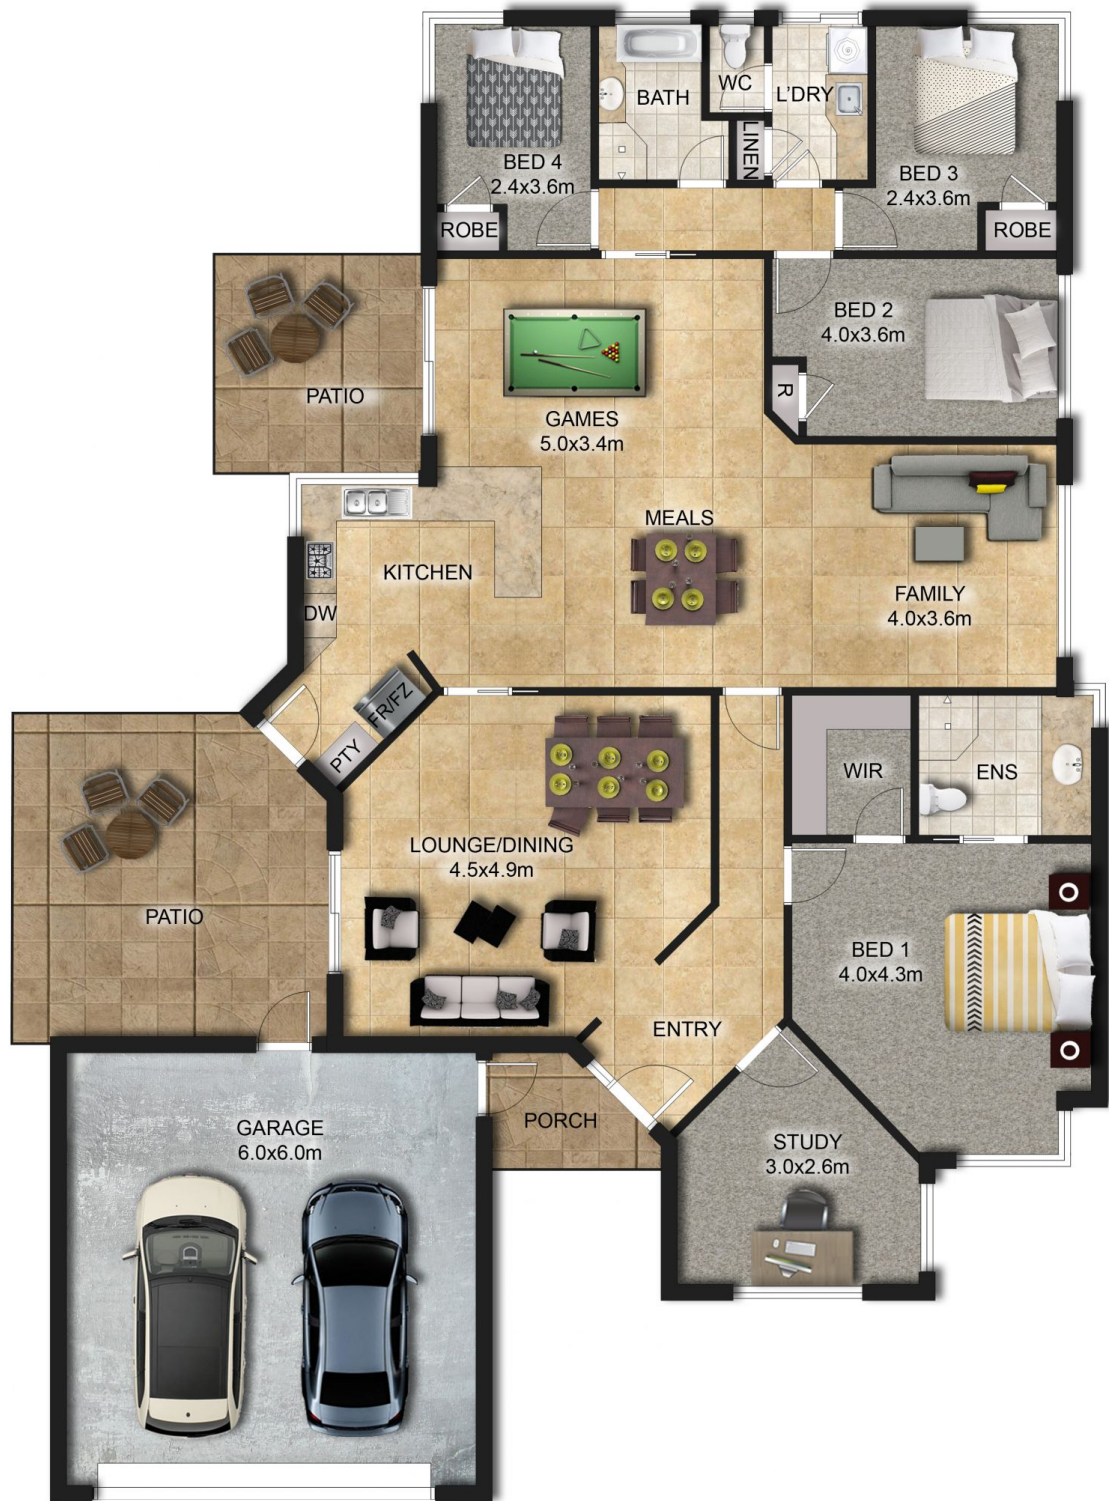 BATH
WC
L'DRY
LINEN
BED 4
2.4x3.6m
BED 3
2.4x3.6m
ROBE
ROBE
BED 2
4.0x3.6m
R
PATIO
GAMES
5.0x3.4m
MEALS
KITCHEN
FAMILY
4.0x3.6m
DW
FR/FZ
PTY
WIR
ENS
LOUNGE/DINING
4.5x4.9m
PATIO
BED 1
4.0x4.3m
ENTRY
PORCH
GARAGE
6.0x6.0m
STUDY
3.0x2.6m